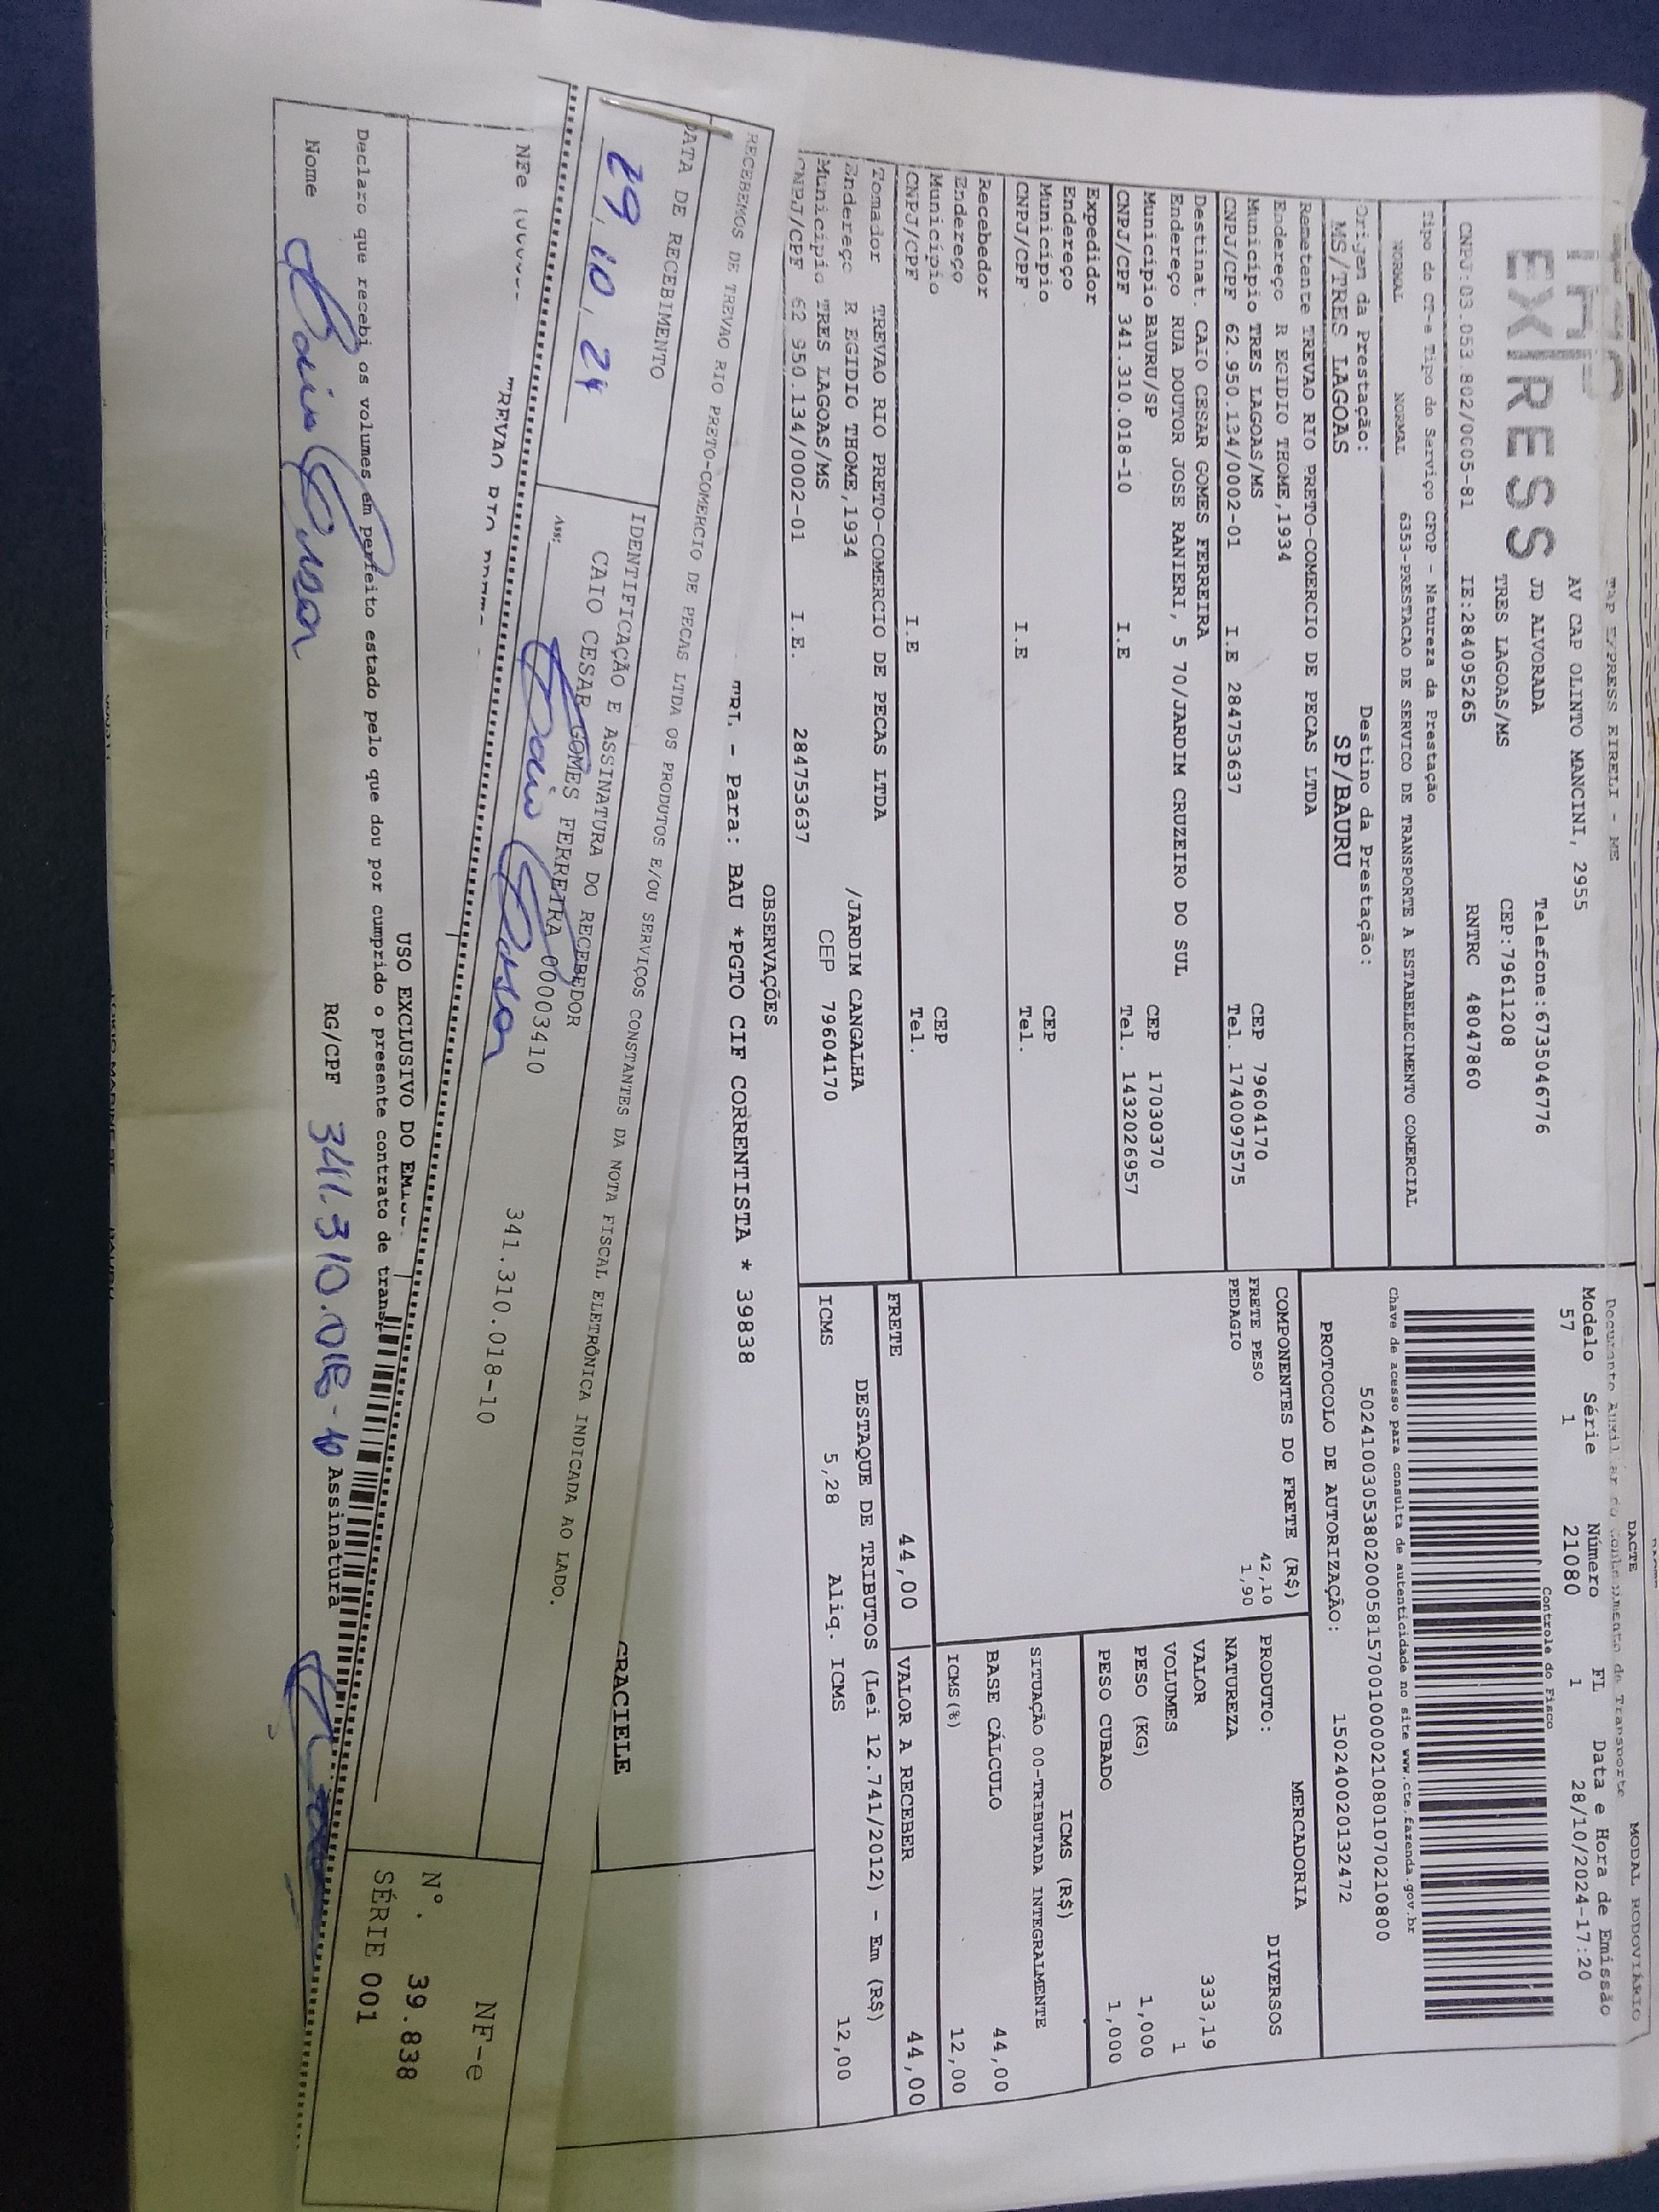 TAP EXPRESS EIRELI - ME
EXPRESS
AV CAP OLINTO MANCINI, 2955
JD ALVORADA Telefone:6735046776
TRES LAGOAS/MS CEP:79611208
CNPJ:03.053.802/0005-81 IE:284095265 RNTRC 48047860
Tipo do CT-e Tipo do Serviço CFOP - Natureza da Prestação
NORMAL NORMAL 6353-PRESTACAO DE SERVICO DE TRANSPORTE A ESTABELECIMENTO COMERCIAL
Origem da Prestação: Destino da Prestação:
MS/TRES LAGOAS SP/BAURU
Remetente TREVAO RIO PRETO-COMERCIO DE PECAS LTDA
Endereço R EGIDIO THOME,1934 CEP 79604170
Município TRES LAGOAS/MS Tel. 1740097575
CNPJ/CPF 62.950.134/0002-01 I.E 284753637
Destinat. CAIO CESAR GOMES FERREIRA
Endereço RUA DOUTOR JOSE RANIERI, 5 70/JARDIM CRUZEIRO DO SUL
Município BAURU/SP CEP 17030370
CNPJ/CPF 341.310.018-10 I.E Tel. 1432026957
Expedidor
Endereço
Município CEP
CNPJ/CPF I.E Tel.
Recebedor
Endereço
Município CEP
CNPJ/CPF I.E Tel.
Tomador TREVAO RIO PRETO-COMERCIO DE PECAS LTDA
Endereço R EGIDIO THOME,1934 /JARDIM CANGALHA
Município TRES LAGOAS/MS CEP 79604170
CNPJ/CPF 62.950.134/0002-01 I.E. 284753637
OBSERVAÇÕES
- Para: BAU *PGTO CIF CORRENTISTA * 39838
DACTE MODAL RODOVIÁRIO
Documento Auxiliar do Conhecimento de Transporte
Modelo Série Número FL Data e Hora de Emissão
57 1 21080 1 28/10/2024-17:20
Controle do Fisco
Chave de acesso para consulta de autenticidade no site www.cte.fazenda.gov.br
50241003053802000581570010000210801070210800
PROTOCOLO DE AUTORIZAÇÃO: 150240020132472
COMPONENTES DO FRETE (R$)
FRETE PESO 42,10
PEDAGIO 1,90
MERCADORIA
PRODUTO: DIVERSOS
NATUREZA
VALOR 333,19
VOLUMES 1
PESO (KG) 1,000
PESO CUBADO 1,000
ICMS (R$)
SITUAÇÃO 00-TRIBUTADA INTEGRALMENTE
BASE CÁLCULO 44,00
ICMS(%) 12,00
FRETE 44,00 VALOR A RECEBER 44,00
DESTAQUE DE TRIBUTOS (Lei 12.741/2012) - Em (R$)
ICMS 5,28 Aliq. ICMS 12,00
GRACIELE
RECEBEMOS DE TREVAO RIO PRETO-COMERCIO DE PECAS LTDA OS PRODUTOS E/OU SERVIÇOS CONSTANTES DA NOTA FISCAL ELETRÔNICA INDICADA AO LADO.
DATA DE RECEBIMENTO IDENTIFICAÇÃO E ASSINATURA DO RECEBEDOR
29,10,24 CAIO CESAR GOMES FERREIRA 00003410 341.310.018-10
Ass: Caio Cesar
NF-e
Nº. 39.838
SÉRIE 001
NFe
USO EXCLUSIVO DO
Declaro que recebi os volumes em perfeito estado pelo que dou por cumprido o presente contrato de
Nome Caio Cesar RG/CPF 341.310.018-10 Assinatura